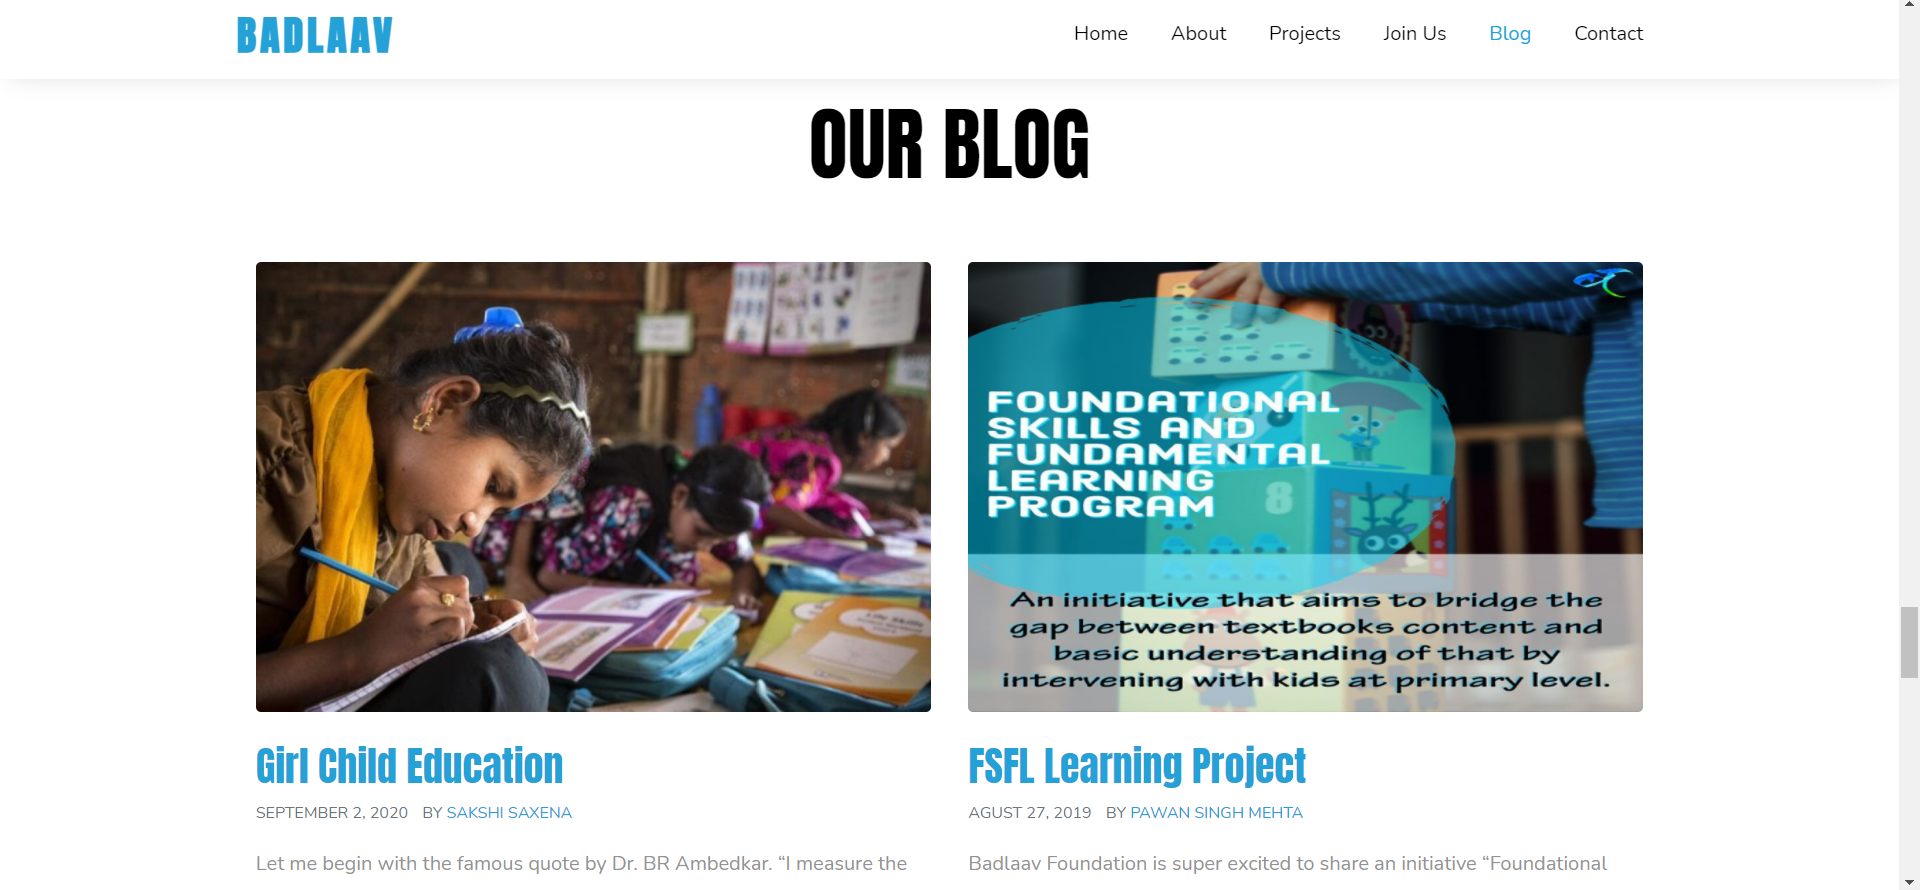 BADLAAV
Home About Projects Join Us Blog Contact
OUR BLOG
FOUNDATIONAL
SKILLS AND
FUNDAMENTAL
LEARNING
PROGRAM
8
An initiative that aims to bridge the
gap between textbooks content and
basic understanding of that by
intervening with kids at primary level.
Girl Child Education
SEPTEMBER 2, 2020 BY SAKSHI SAXENA
Let me begin with the famous quote by Dr. BR Ambedkar. “I measure the
FSFL Learning Project
AGUST 27, 2019 BY PAWAN SINGH MEHTA
Badlaav Foundation is super excited to share an initiative “Foundational